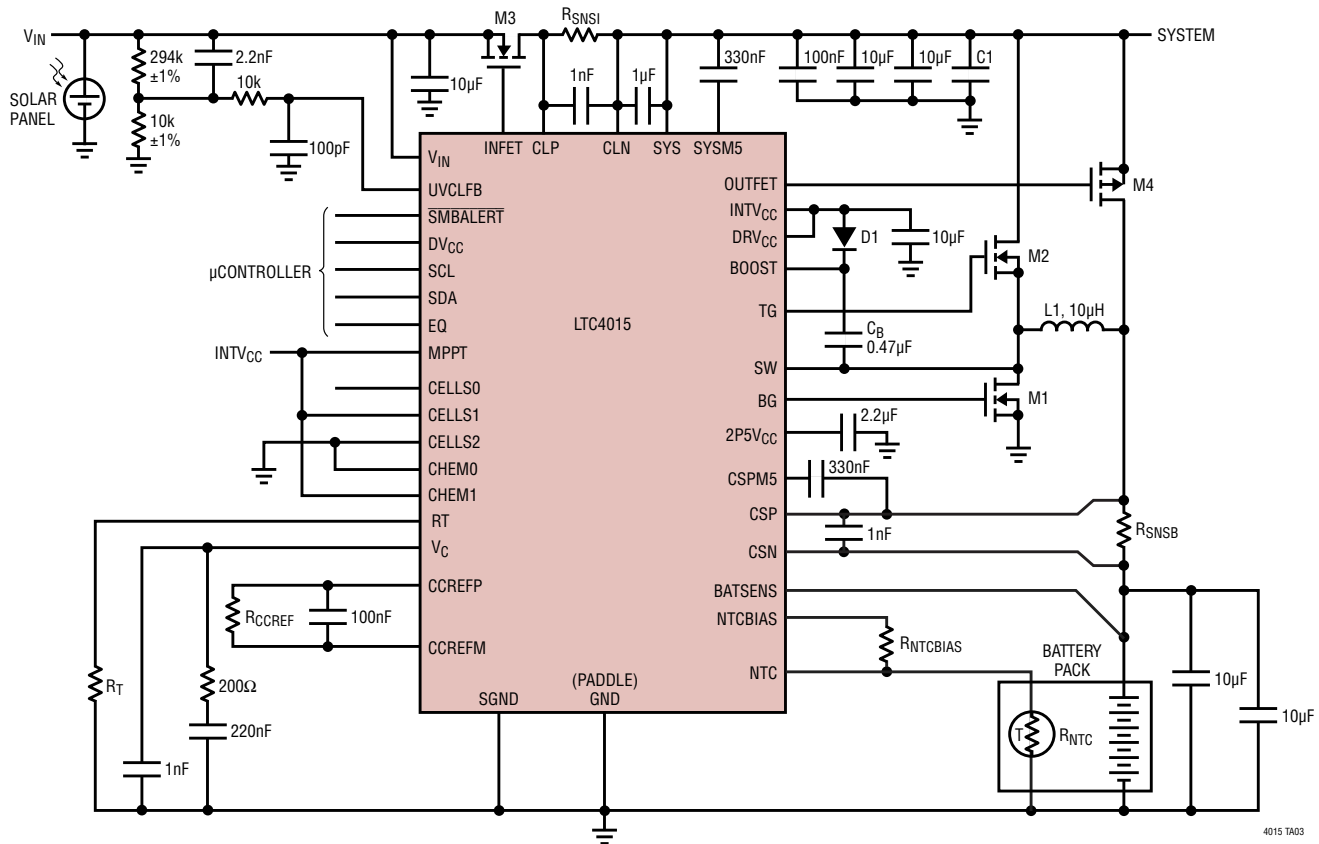 M3
RSNSI
VIN
SYSTEM
294k
±1%
2.2nF
10k
SOLAR
PANEL
10k
±1%
100pF
10µF
1nF
1µF
330nF
100nF
10µF
10µF
C1
INFET
CLP
CLN
SYS
SYSM5
VIN
UVCLFB
SMBALERT
DVCC
SCL
SDA
EQ
µCONTROLLER
INTVCC
MPPT
CELLS0
CELLS1
CELLS2
CHEM0
CHEM1
RT
VC
CCREFP
CCREFM
LTC4015
OUTFET
INTVCC
DRVCC
BOOST
TG
SW
BG
2P5VCC
CSPM5
CSP
CSN
BATSENS
NTCBIAS
NTC
SGND
(PADDLE)
GND
M4
D1
10µF
M2
L1, 10µH
CB
0.47µF
M1
2.2µF
330nF
1nF
RSNSB
RNTCBIAS
BATTERY
PACK
T
RNTC
10µF
10µF
RCCREF
100nF
RT
200Ω
220nF
1nF
4015 TA03